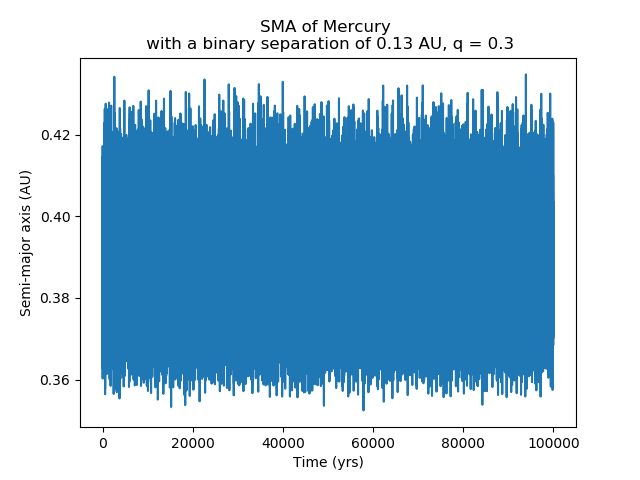 SMA of Mercury
with a binary separation of 0.13 AU, q = 0.3
Semi-major axis (AU)
0.42
0.40
0.38
0.36
0 20000 40000 60000 80000 100000
Time (yrs)